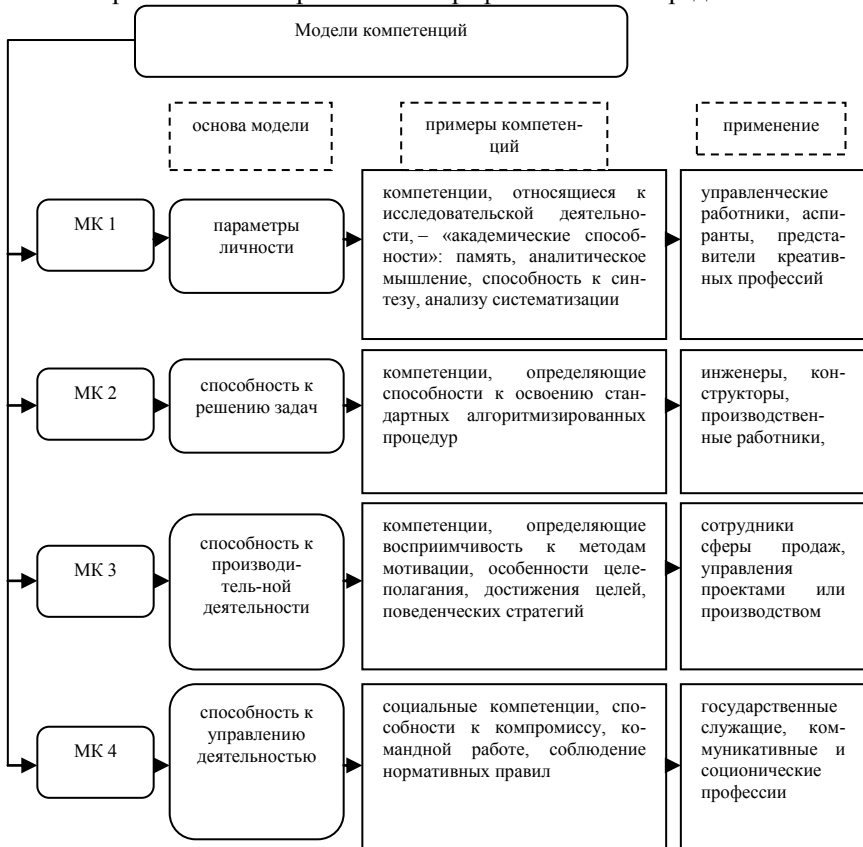 Модели компетенций
основа модели
примеры компетен-
ций
применение
МК 1
параметры
личности
компетенции, относящиеся к
исследовательской деятельно-
сти, – «академические способ-
ности»: память, аналитическое
мышление, способность к син-
тезу, анализу систематизации
управленческие
работники, аспи-
ранты, предста-
вители креатив-
ных профессий
МК 2
способность к
решению задач
компетенции, определяющие
способности к освоению стан-
дартных алгоритмизированных
процедур
инженеры, кон-
структоры,
производствен-
ные работники,
МК 3
способность к
производи-
тель-ной
деятельности
компетенции, определяющие
восприимчивость к методам
мотивации, особенности целе-
полагания, достижения целей,
поведенческих стратегий
сотрудники
сферы продаж,
управления
проектами или
производством
МК 4
способность к
управлению
деятельностью
социальные компетенции, спо-
собности к компромиссу, ко-
мандной работе, соблюдение
нормативных правил
государственные
служащие, ком-
муникативные и
соционические
профессии